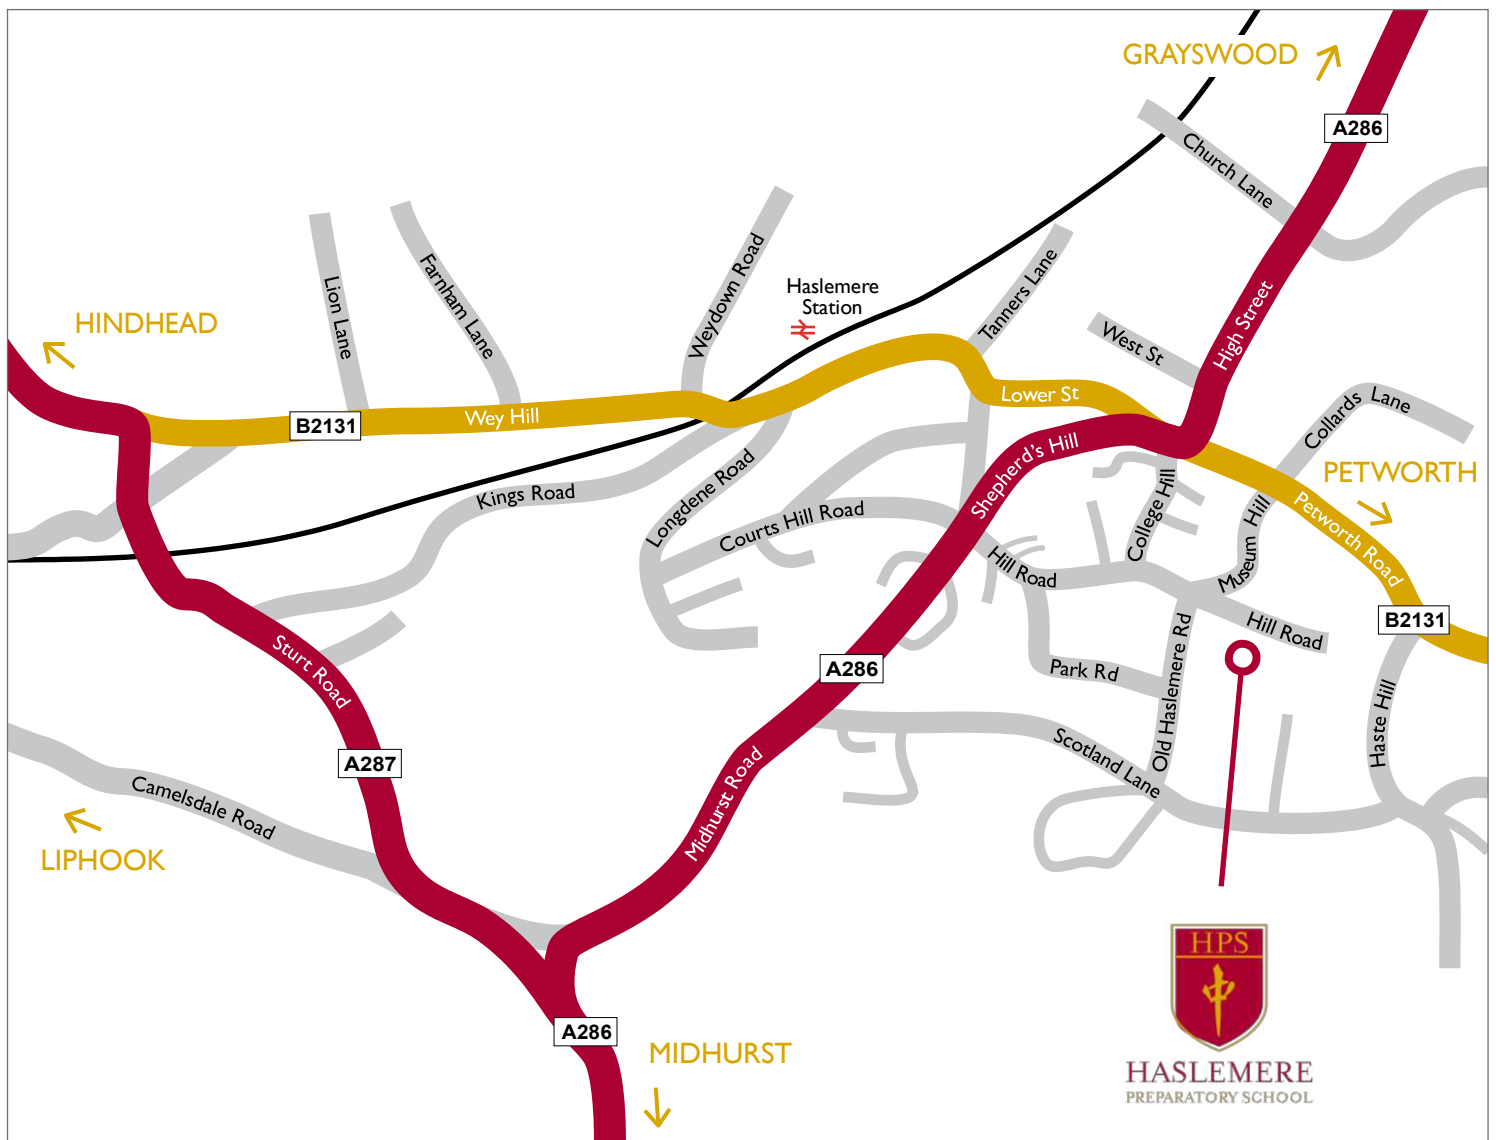 GRAYSWOOD
A286
Church Lane
Weydown Road
Haslemere
Station
Tanners Lane
Lion Lane
Farnham Lane
HINDHEAD
West St
High Street
Lower St
Collards Lane
Wey Hill
B2131
Shepherd's Hill
PETWORTH
Kings Road
Longdene Road
Courts Hill Road
College Hill
Museum Hill
Petworth Road
Hill Road
B2131
Hill Road
Sturt Road
A286
Park Rd
Old Haslemere Rd
Haste Hill
A287
Scotland Lane
Midhurst Road
Camelsdale Road
LIPHOOK
HPS
A286
MIDHURST
HASLEMERE
PREPARATORY SCHOOL